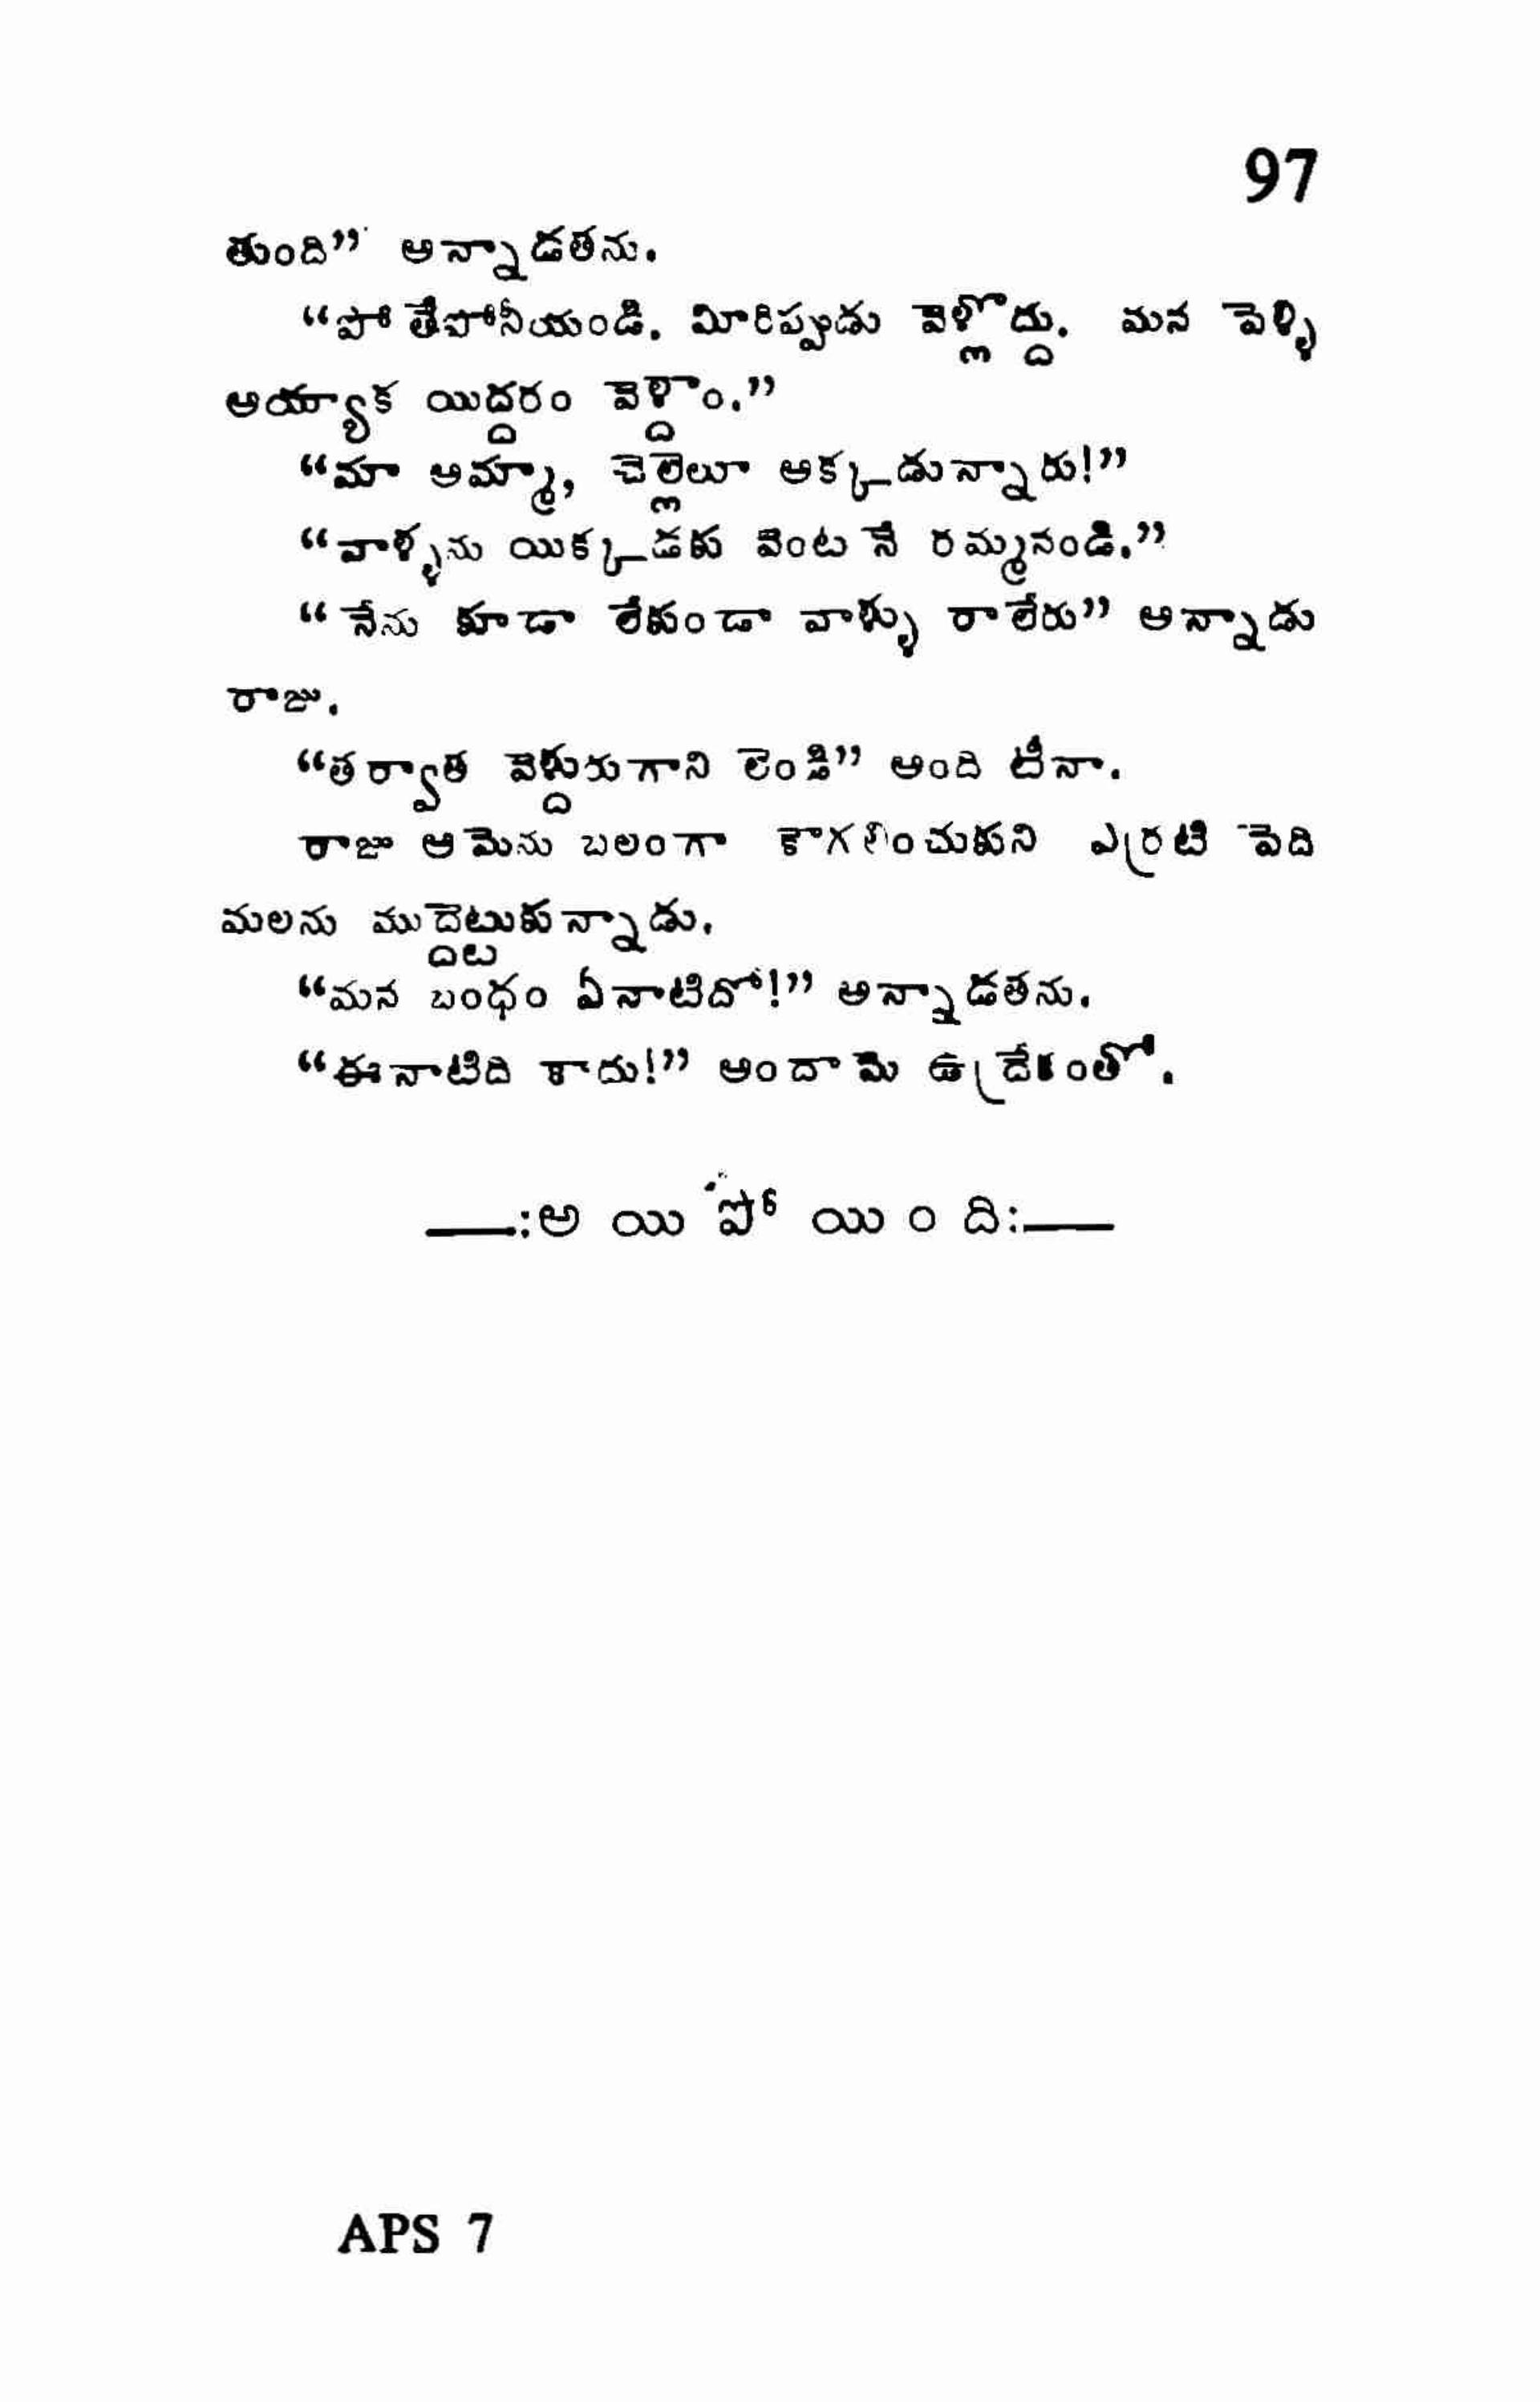 97
తుంది” అన్నాడతను.
“పోతేపోనీయండి. మీరిప్పుడు వెళ్లొద్దు. మన పెళ్ళి
అయ్యాక యిద్దరం వెళ్దాం.”
“మా అమ్మా, చెల్లెలూ అక్కడున్నారు!”
“వాళ్ళను యిక్కడకు వెంటనే రమ్మనండి.”
“నేను కూడా లేకుండా వాళ్ళు రాలేరు” అన్నాడు
రాజు.
“తర్వాత వెళ్దురుగాని లెండి” అంది టీనా.
రాజు ఆమెను బలంగా కౌగలించుకుని ఎర్రటి పెది
మలను ముద్దెట్టుకున్నాడు.
“మన బంధం ఏనాటిదో!” అన్నాడతను.
“ఈనాటిది కాదు!” అందామె ఉద్రేకంతో.
——:అ యి పో యిం ది:——
APS 7